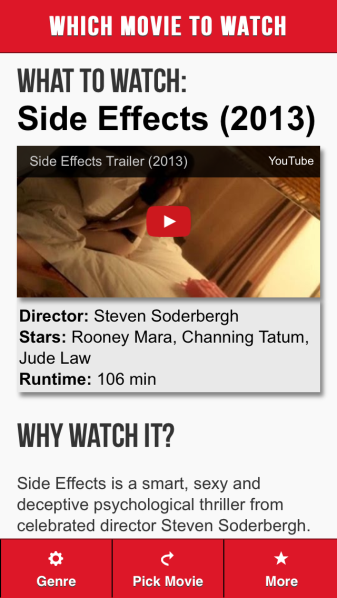 WHICH MOVIE TO WATCH
WHAT TO WATCH:
Side Effects (2013)
Side Effects Trailer (2013)
YouTube
Director: Steven Soderbergh
Stars: Rooney Mara, Channing Tatum,
Jude Law
Runtime: 106 min
WHY WATCH IT?
Side Effects is a smart, sexy and
deceptive psychological thriller from
celebrated director Steven Soderbergh.
Genre
Pick Movie
More